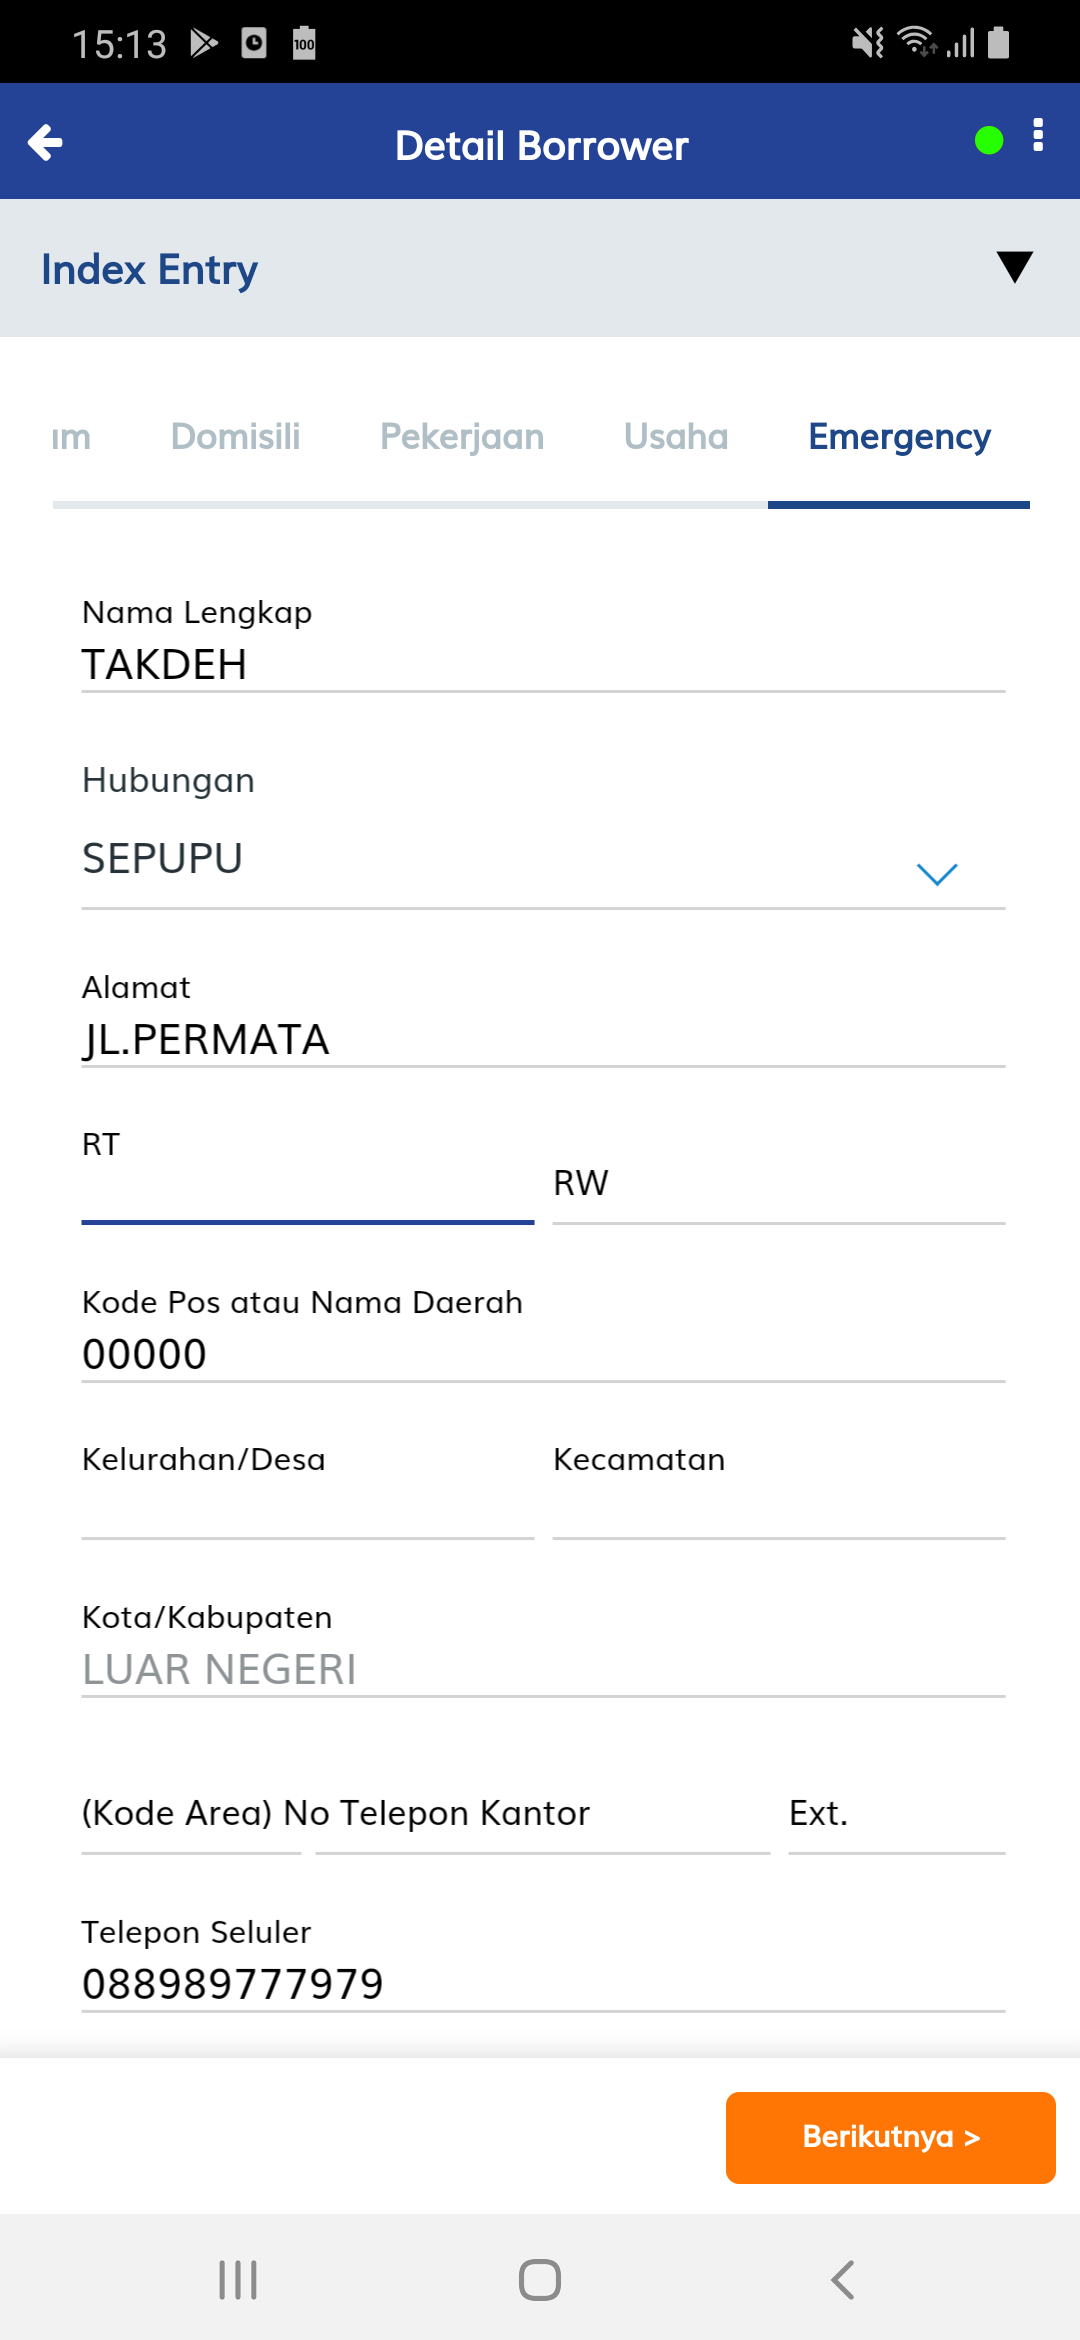 15:13
100
Detail Borrower
Index Entry
Domisili Pekerjaan Usaha Emergency
Nama Lengkap
TAKDEH
Hubungan
SEPUPU
Alamat
JL.PERMATA
RT
RW
Kode Pos atau Nama Daerah
00000
Kelurahan/Desa Kecamatan
Kota/Kabupaten
LUAR NEGERI
(Kode Area) No Telepon Kantor Ext.
Telepon Seluler
088989777979
Berikutnya >